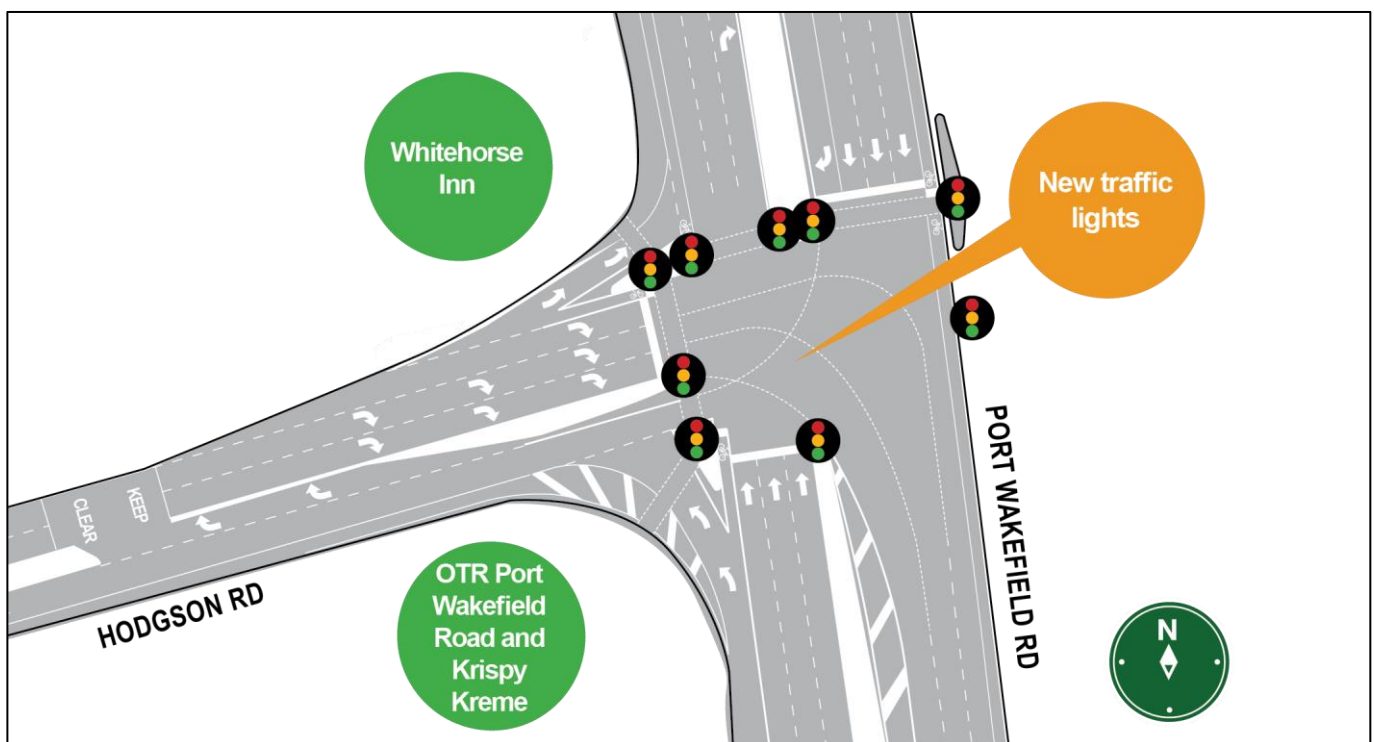 Whitehorse
Inn
New traffic
lights
KEEP
CLEAR
HODGSON RD
PORT WAKEFIELD RD
OTR Port
Wakefield
Road and
Krispy
Kreme
N